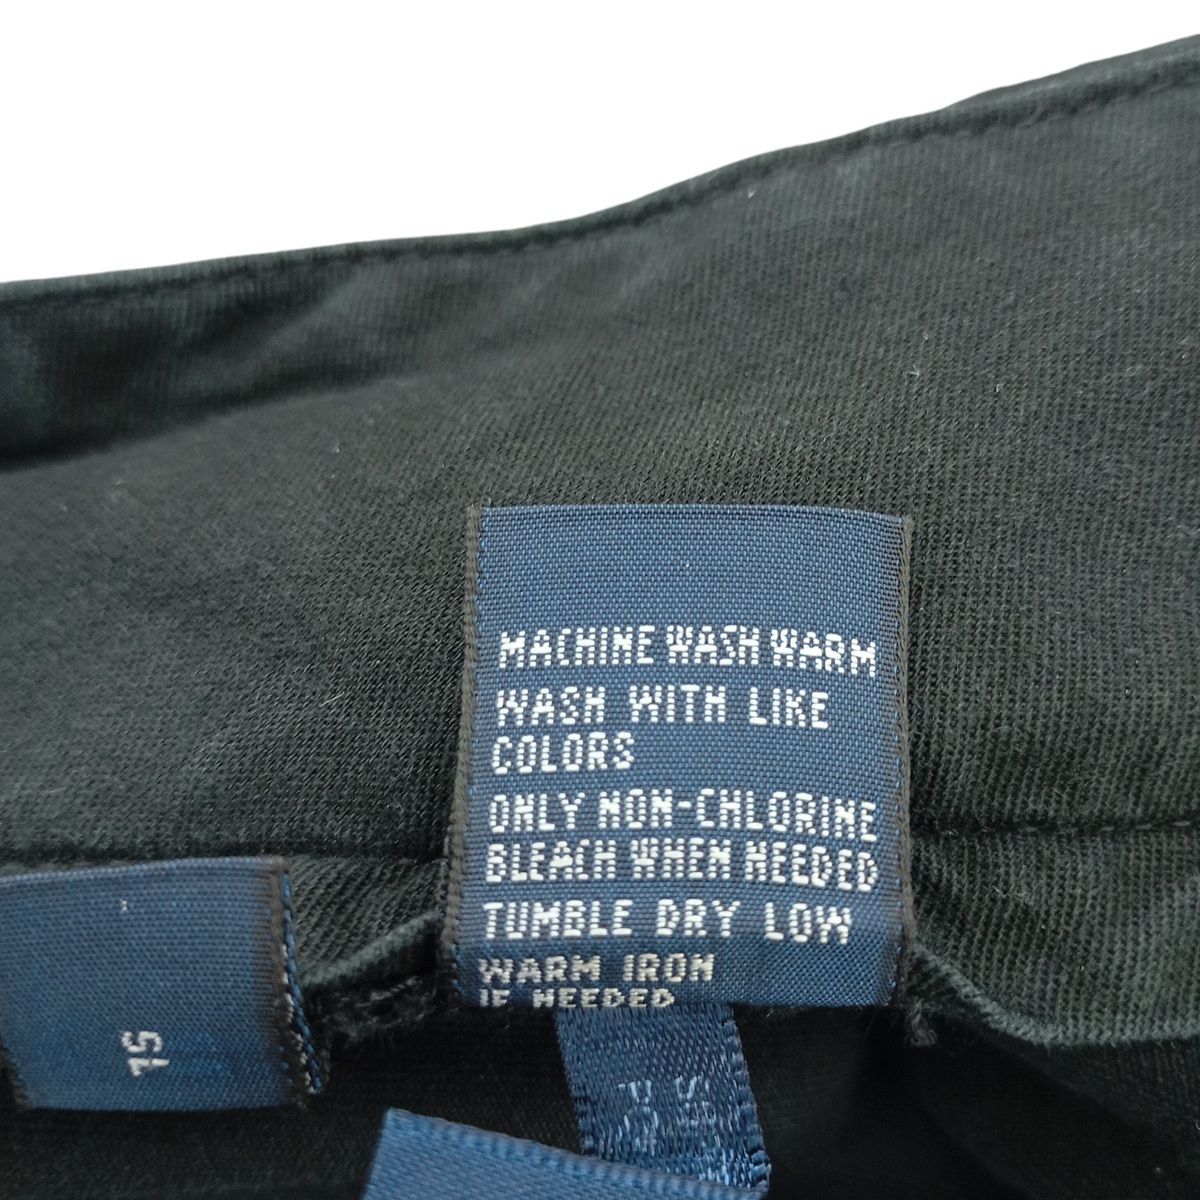 MACHINE WASH WARM
WASH WITH LIKE
COLORS
ONLY NON-CHLORINE
BLEACH WHEN NEEDED
TUMBLE DRY LOW
WARM IRON
IF NEEDED